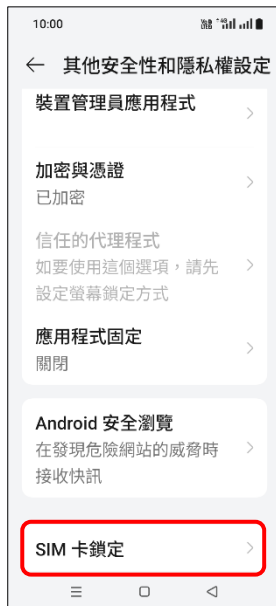 10:00
其他安全性和隱私權設定
裝置管理員應用程式
加密與憑證
已加密
信任的代理程式
如要使用這個選項，請先
設定螢幕鎖定方式
應用程式固定
關閉
Android 安全瀏覽
在發現危險網站的威脅時
接收快訊
SIM 卡鎖定